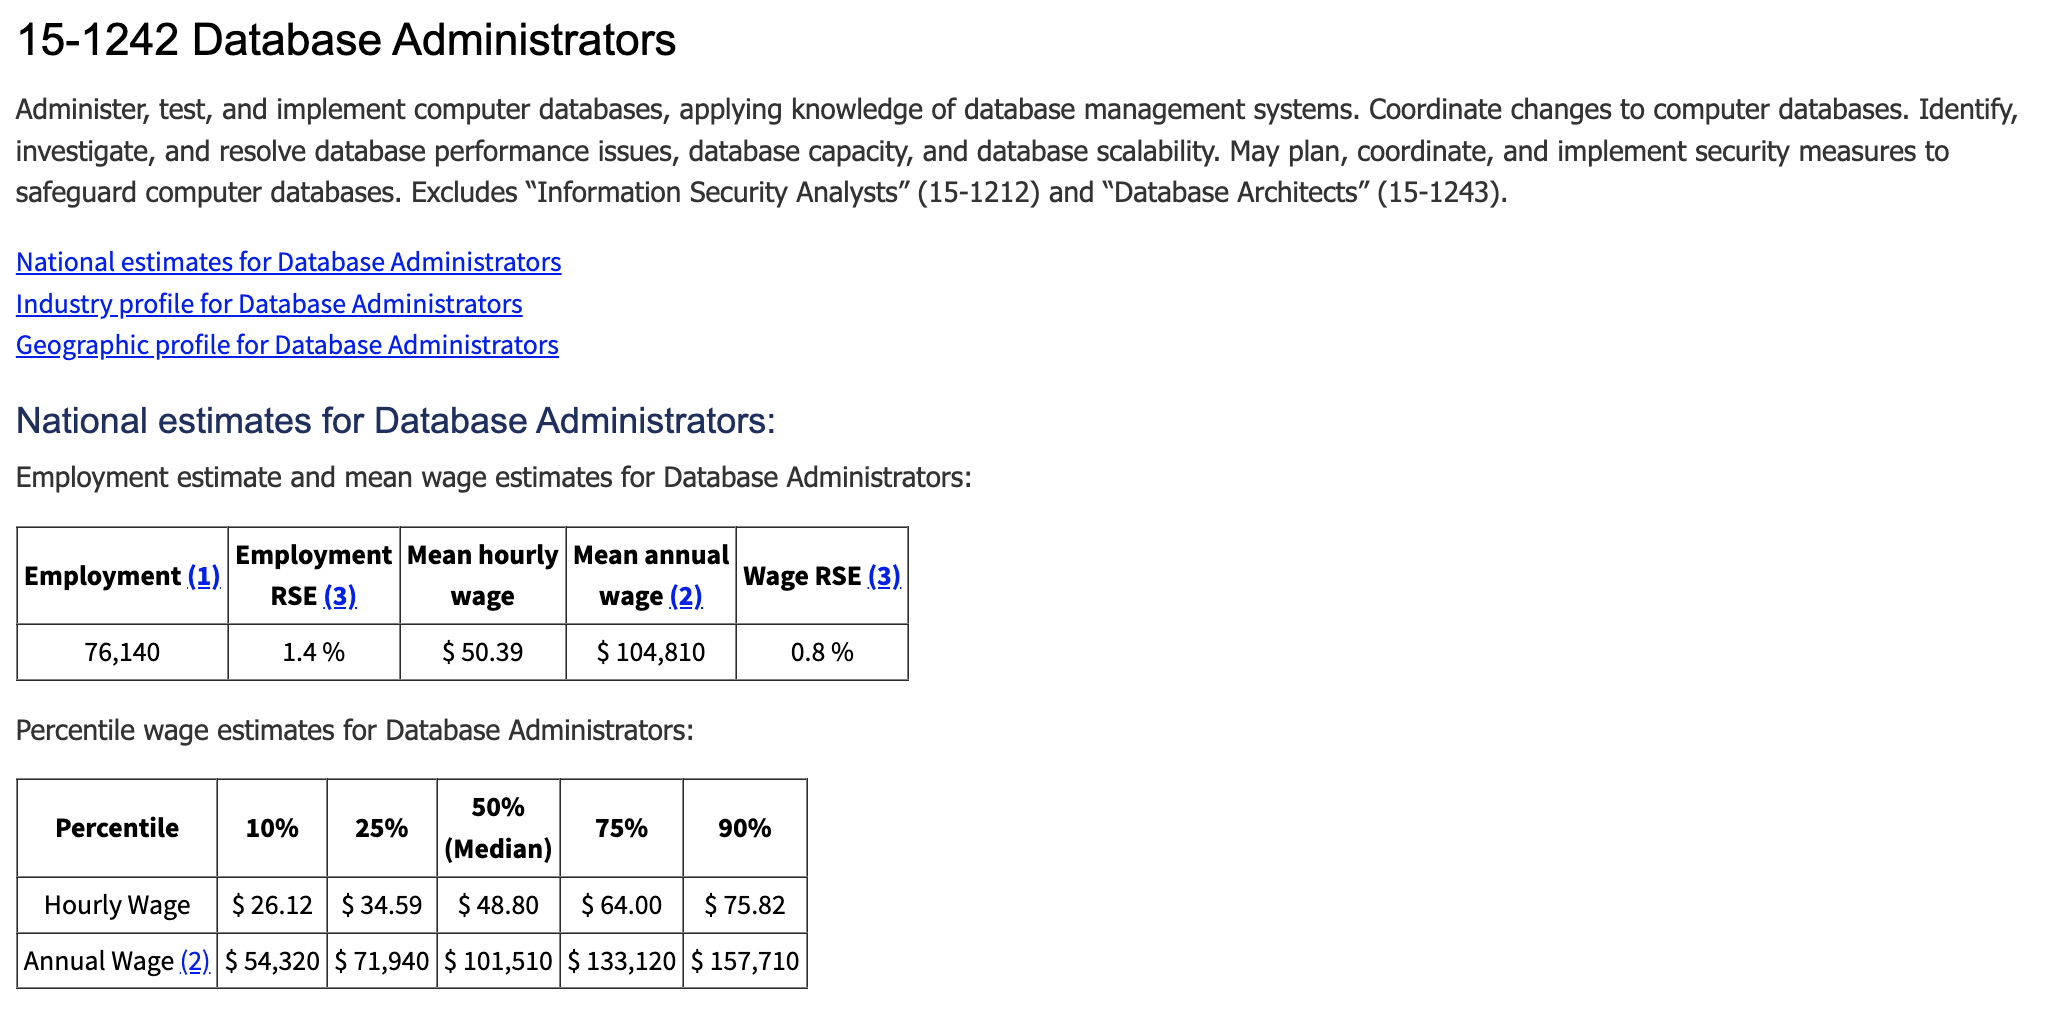 15-1242 Database Administrators
Administer, test, and implement computer databases, applying knowledge of database management systems. Coordinate changes to computer databases. Identify,
investigate, and resolve database performance issues, database capacity, and database scalability. May plan, coordinate, and implement security measures to
safeguard computer databases. Excludes “Information Security Analysts” (15-1212) and “Database Architects” (15-1243).
National estimates for Database Administrators
Industry profile for Database Administrators
Geographic profile for Database Administrators
National estimates for Database Administrators:
Employment estimate and mean wage estimates for Database Administrators:
Employment (1) Employment RSE (3) Mean hourly wage Mean annual wage (2) Wage RSE (3)
76,140 1.4 % $ 50.39 $ 104,810 0.8 %
Percentile wage estimates for Database Administrators:
Percentile 10% 25% 50% (Median) 75% 90%
Hourly Wage $ 26.12 $ 34.59 $ 48.80 $ 64.00 $ 75.82
Annual Wage (2) $ 54,320 $ 71,940 $ 101,510 $ 133,120 $ 157,710